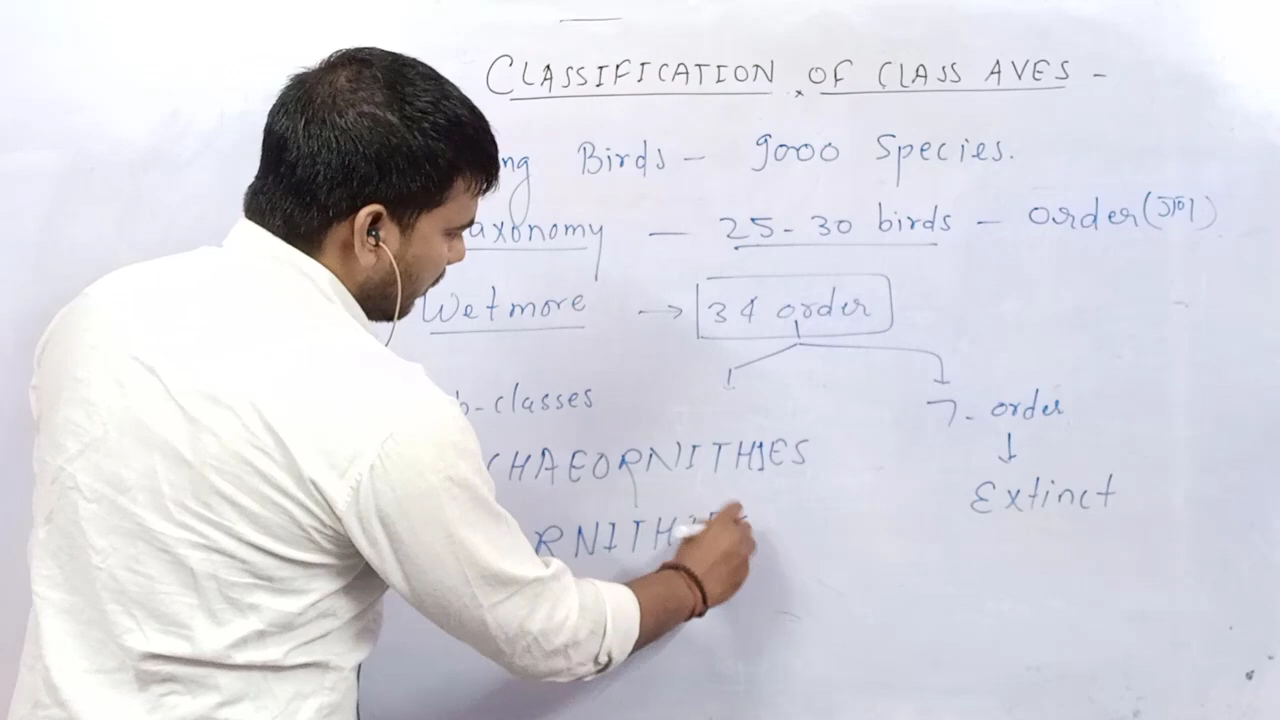 CLASSIFICATION OF CLASS AVES -
ng Birds - 9000 Species.
axonomy - 25-30 birds - order (गण)
Wetmore → 34 order
b-classes
7- order
↓
CHAEORNITHIES
Extinct
RNITH